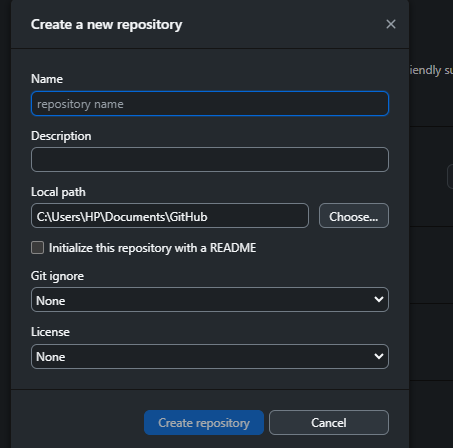 Create a new repository
iendly su
Name
repository name
Description
Local path
C:\Users\HP\Documents\GitHub
Choose...
Initialize this repository with a README
Git ignore
None
License
None
Create repository
Cancel